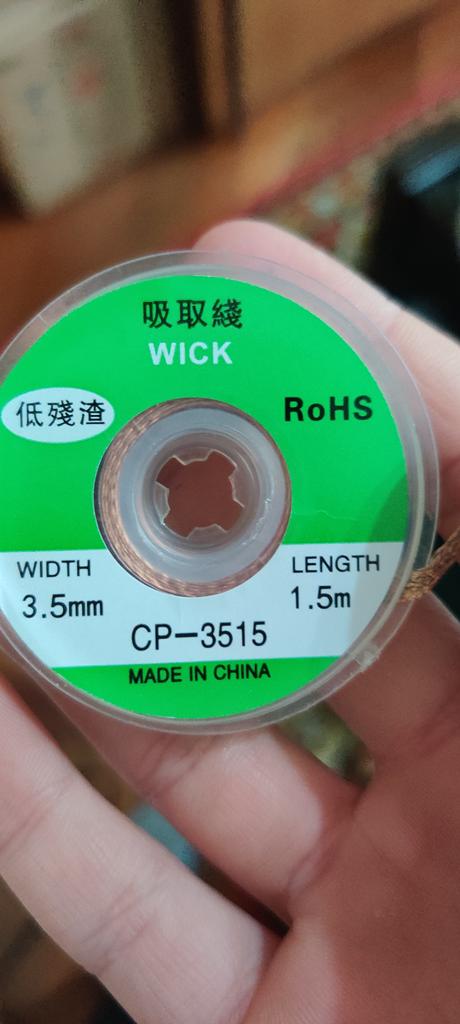 吸取綫
WICK
低殘渣
RoHS
WIDTH
3.5mm
LENGTH
1.5m
CP-3515
MADE IN CHINA